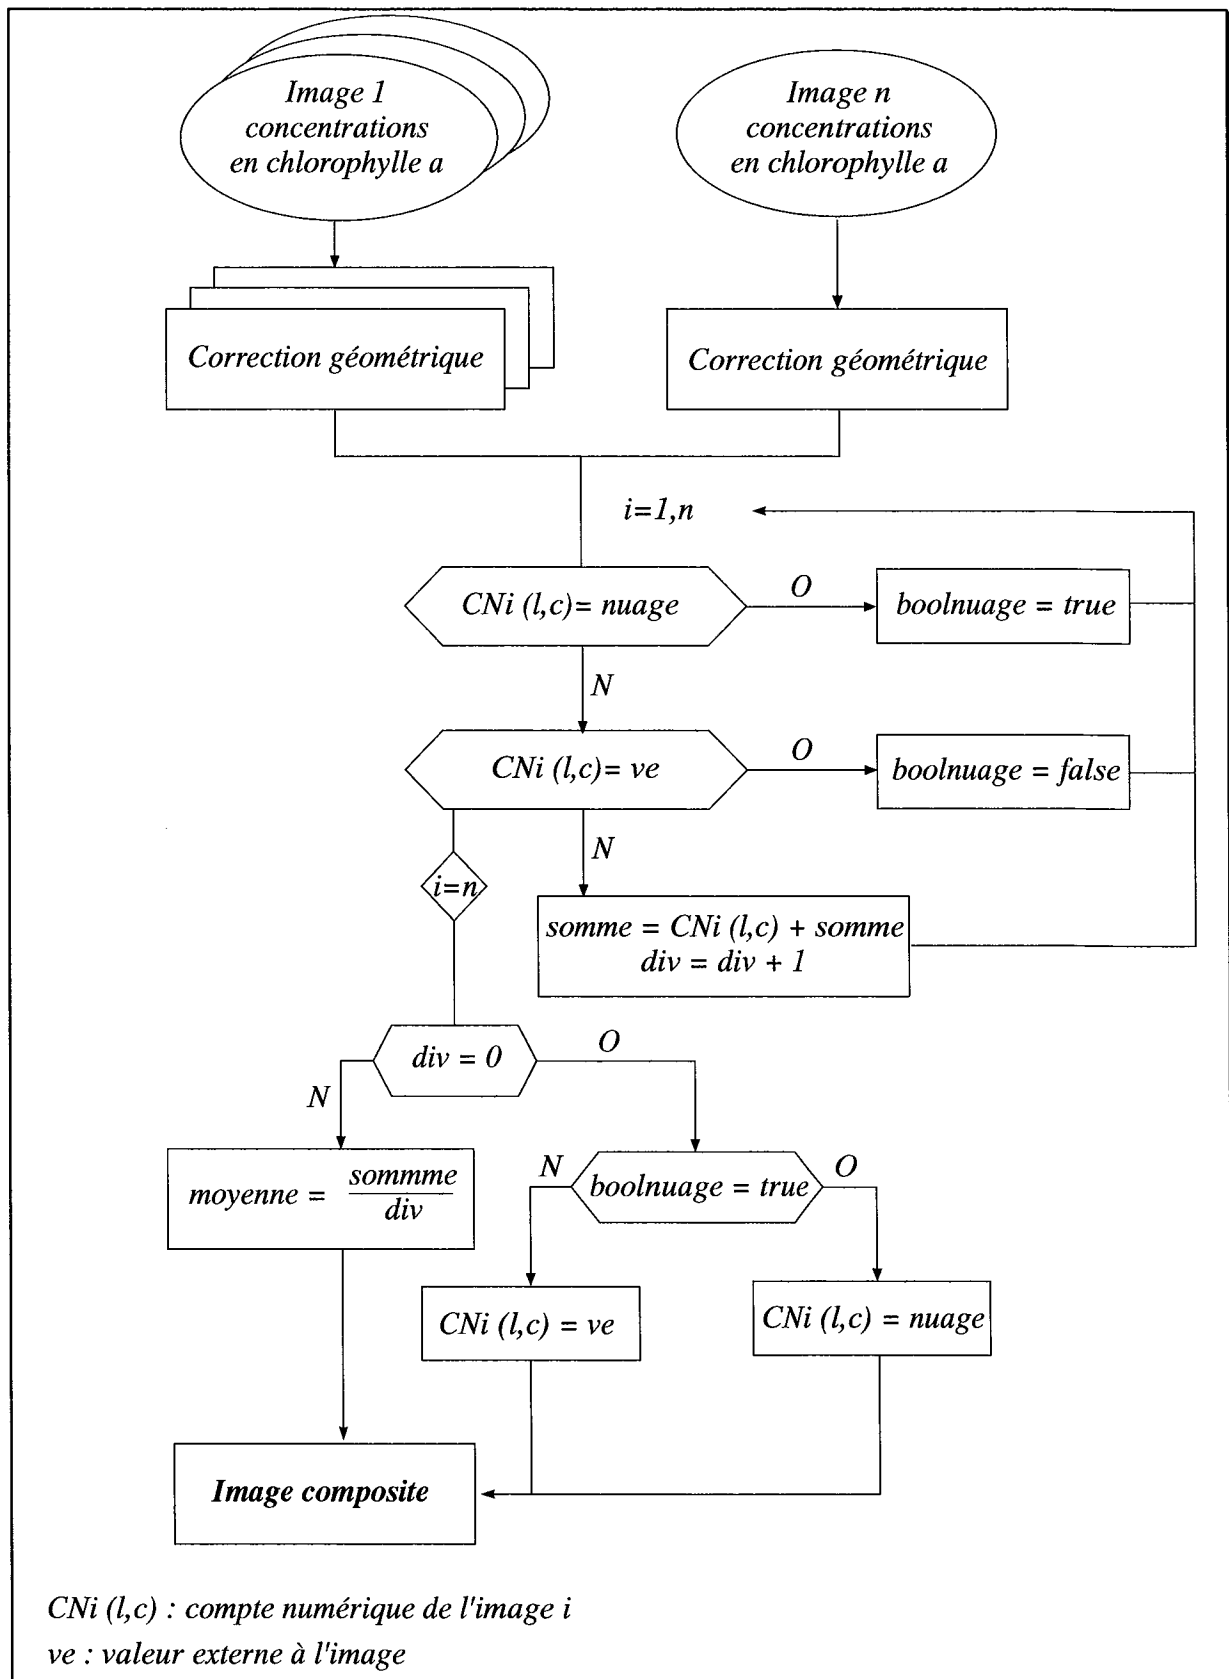 Image 1
concentrations
en chlorophylle a
Image n
concentrations
en chlorophylle a
Correction géométrique
Correction géométrique
i=1,n
CNi (l,c)= nuage
O
boolnuage = true
N
CNi (l,c)= ve
O
boolnuage = false
N
i=n
somme = CNi (l,c) + somme
div = div + 1
div = 0
O
N
moyenne = sommme
div
N
boolnuage = true
O
CNi (l,c) = ve
CNi (l,c) = nuage
Image composite
CNi (l,c) : compte numérique de l'image i
ve : valeur externe à l'image